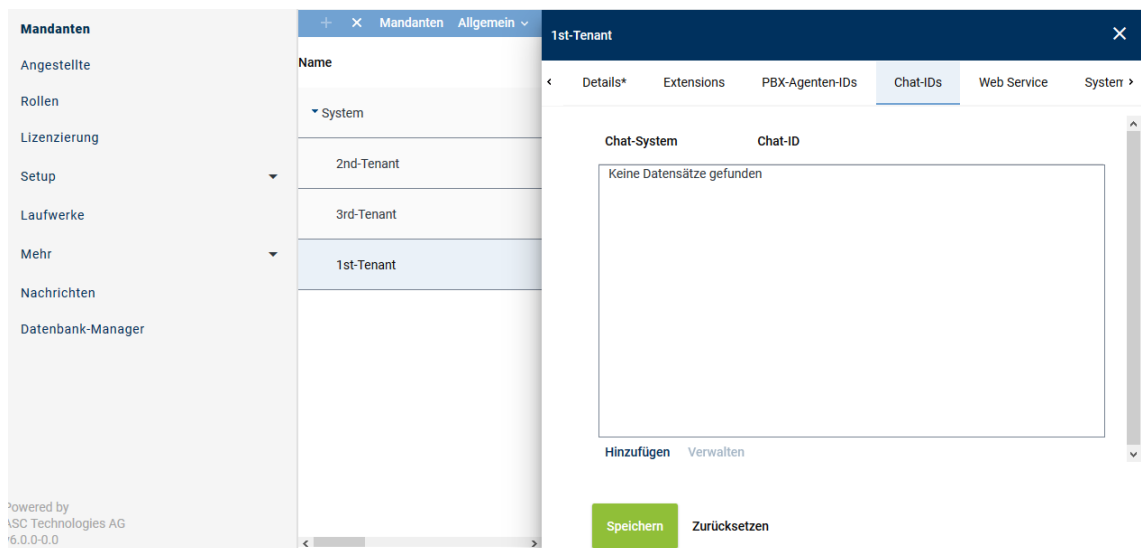 Mandanten
Angestellte
Rollen
Lizenzierung
Setup
Laufwerke
Mehr
Nachrichten
Datenbank-Manager
Powered by
ASC Technologies AG
v6.0.0-0.0
+ × Mandanten Allgemein
Name
System
2nd-Tenant
3rd-Tenant
1st-Tenant
1st-Tenant ×
Details* Extensions PBX-Agenten-IDs Chat-IDs Web Service System
Chat-System Chat-ID
Keine Datensätze gefunden
Hinzufügen Verwalten
Speichern Zurücksetzen